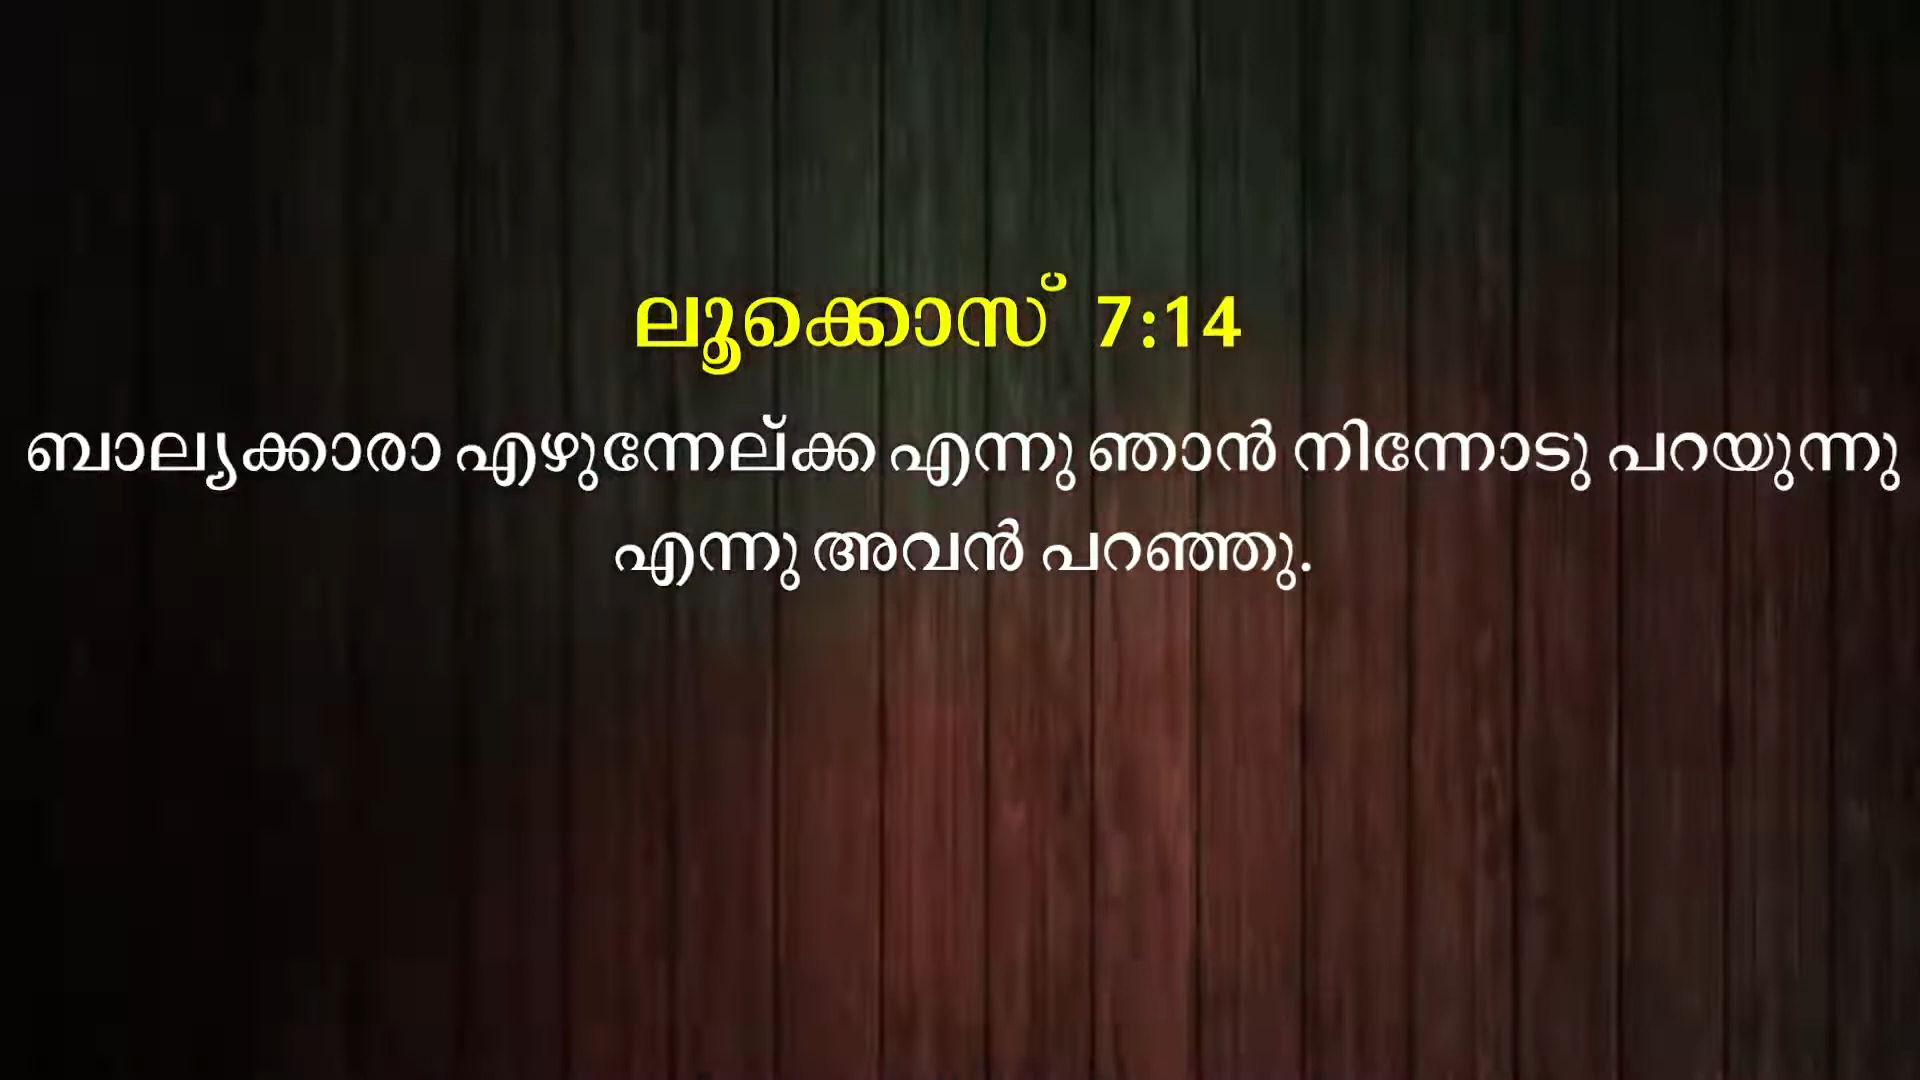 ലൂക്കൊസ് 7:14
ബാല്യക്കാരാ എഴുന്നേല്ക്ക എന്നു ഞാൻ നിന്നോടു പറയുന്നു
എന്നു അവൻ പറഞ്ഞു.